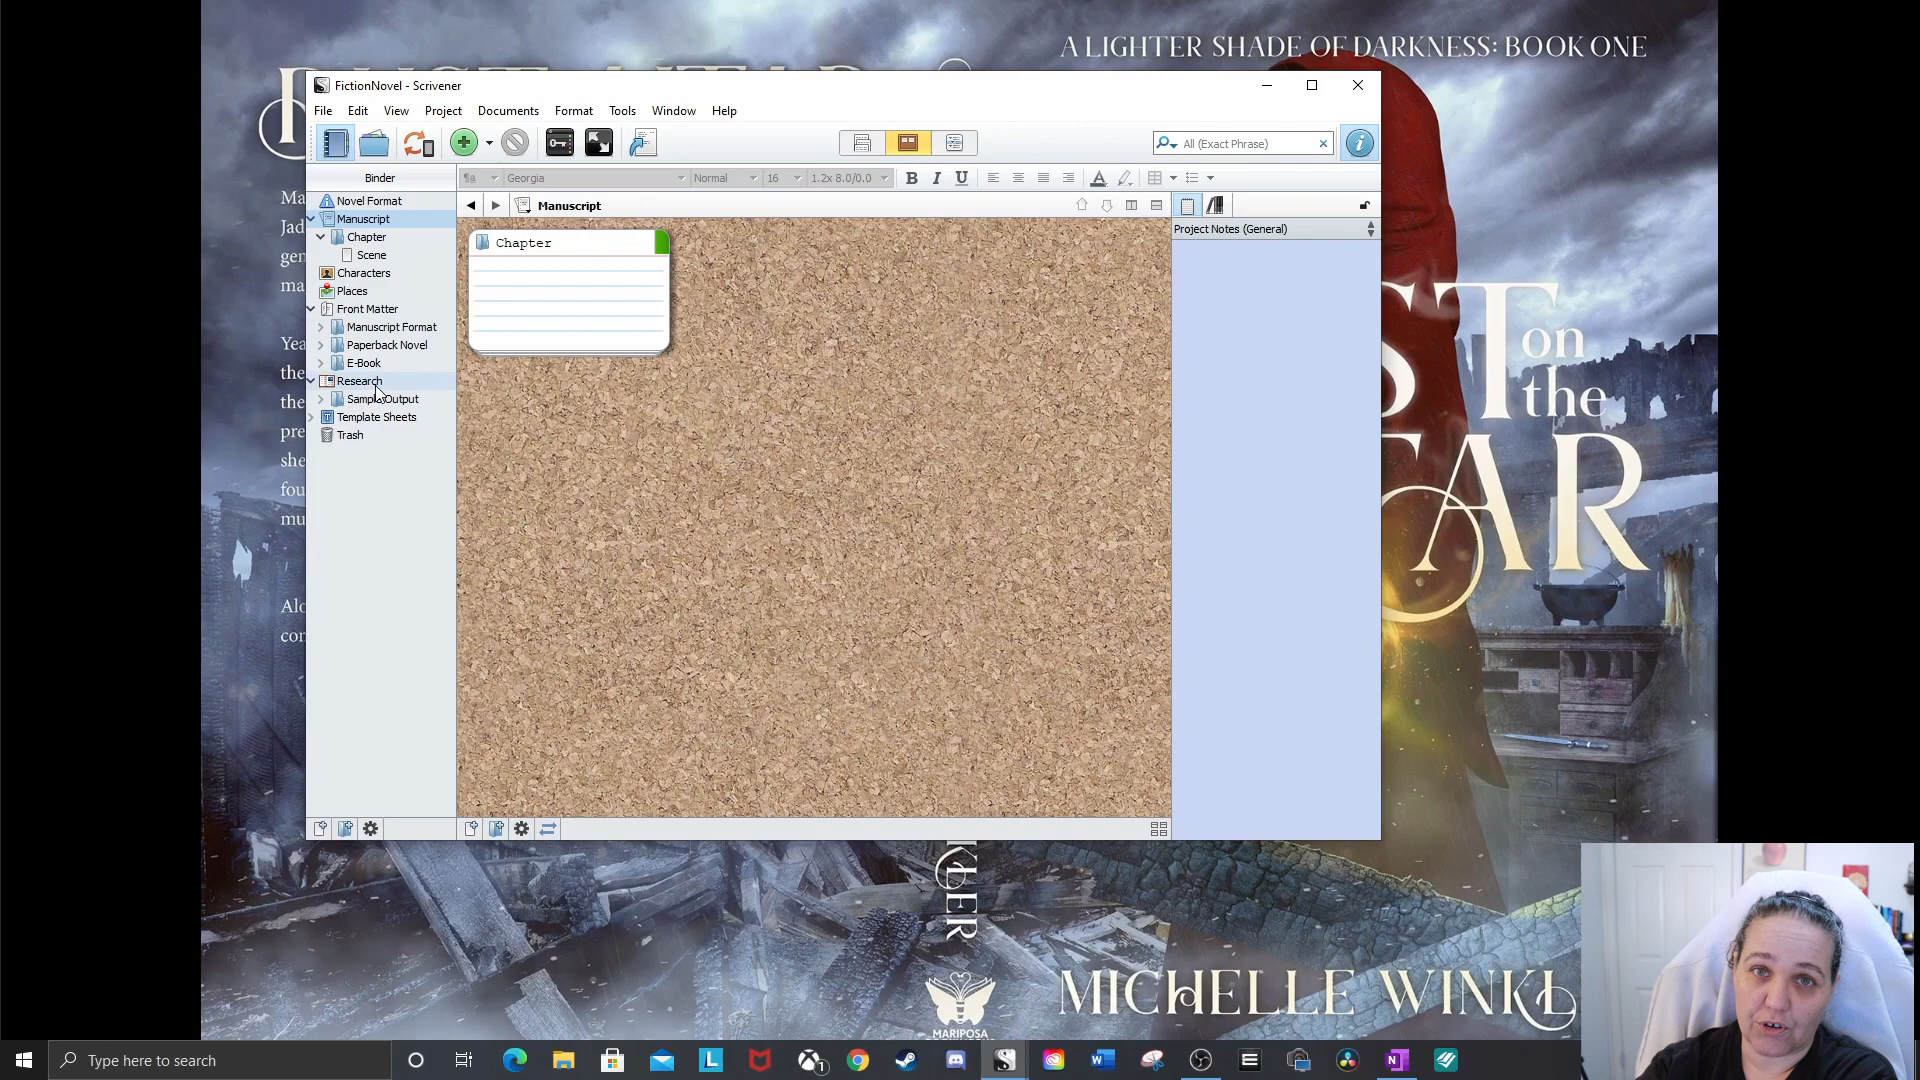 A LIGHTER SHADE OF DARKNESS: BOOK ONE
FictionNovel - Scrivener
File Edit View Project Documents Format Tools Window Help
All (Exact Phrase)
Binder
Georgia
Normal
16
1.2x 8.0/0.0
B I U
Novel Format
Manuscript
Chapter
Scene
Characters
Places
Front Matter
Manuscript Format
Paperback Novel
E-Book
Research
Sample Output
Template Sheets
Trash
Manuscript
Chapter
Project Notes (General)
on
the
MICHELLE
MARIPOSA
Type here to search